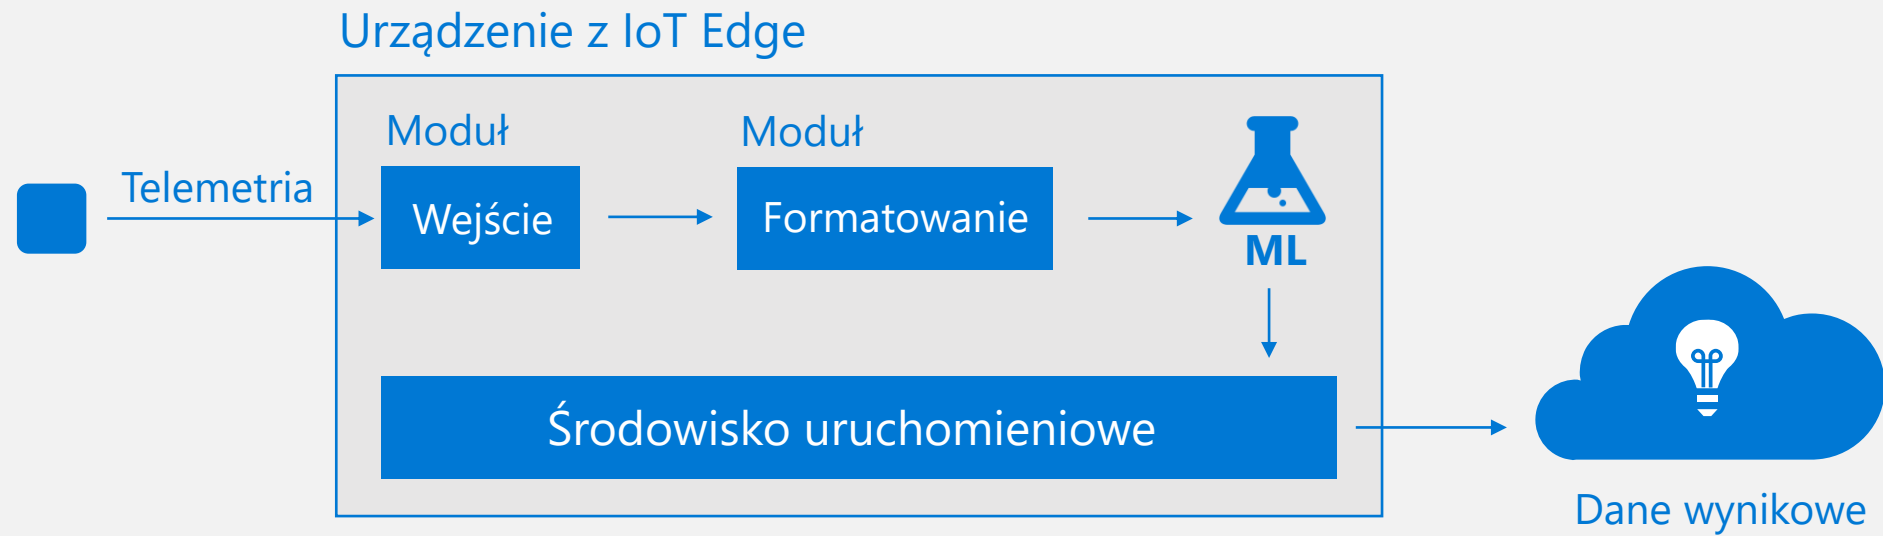 Urządzenie z IoT Edge
Moduł
Moduł
Telemetria
Wejście
Formatowanie
ML
Środowisko uruchomieniowe
Dane wynikowe